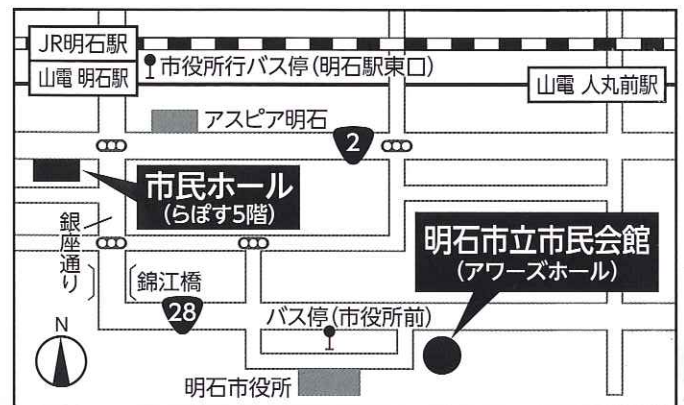 JR明石駅
山電 明石駅
市役所行バス停(明石駅東口)
山電 人丸前駅
アスピア明石
2
市民ホール
(らぽす5階)
銀座通り
明石市立市民会館
(アワーズホール)
錦江橋
28
バス停(市役所前)
N
明石市役所